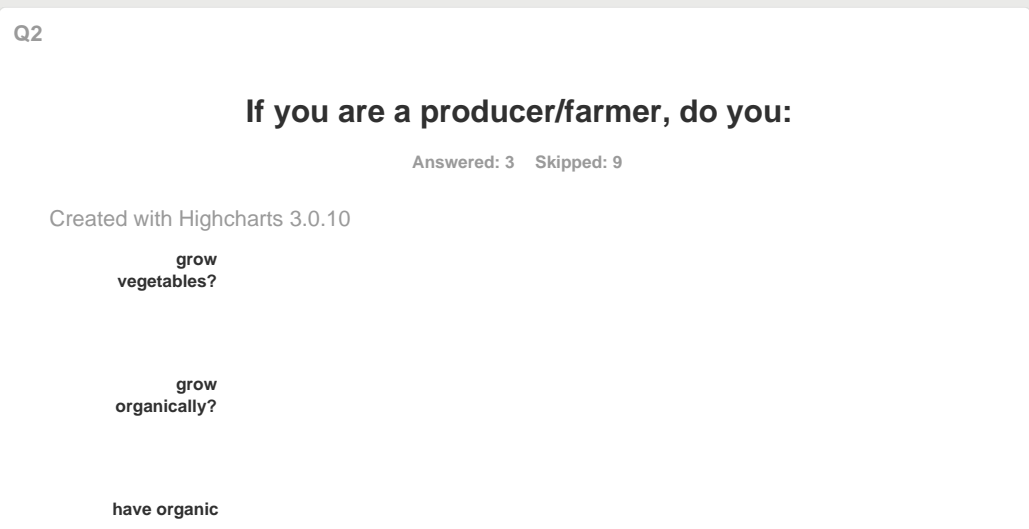 Q2
If you are a producer/farmer, do you:
Answered: 3 Skipped: 9
Created with Highcharts 3.0.10
grow
vegetables?
grow
organically?
have organic